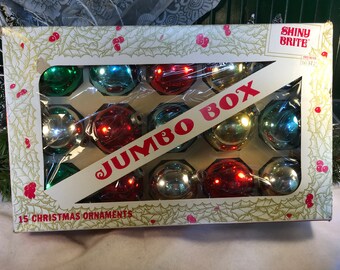 SHINY
BRITE
JUMBO BOX
15 CHRISTMAS ORNAMENTS